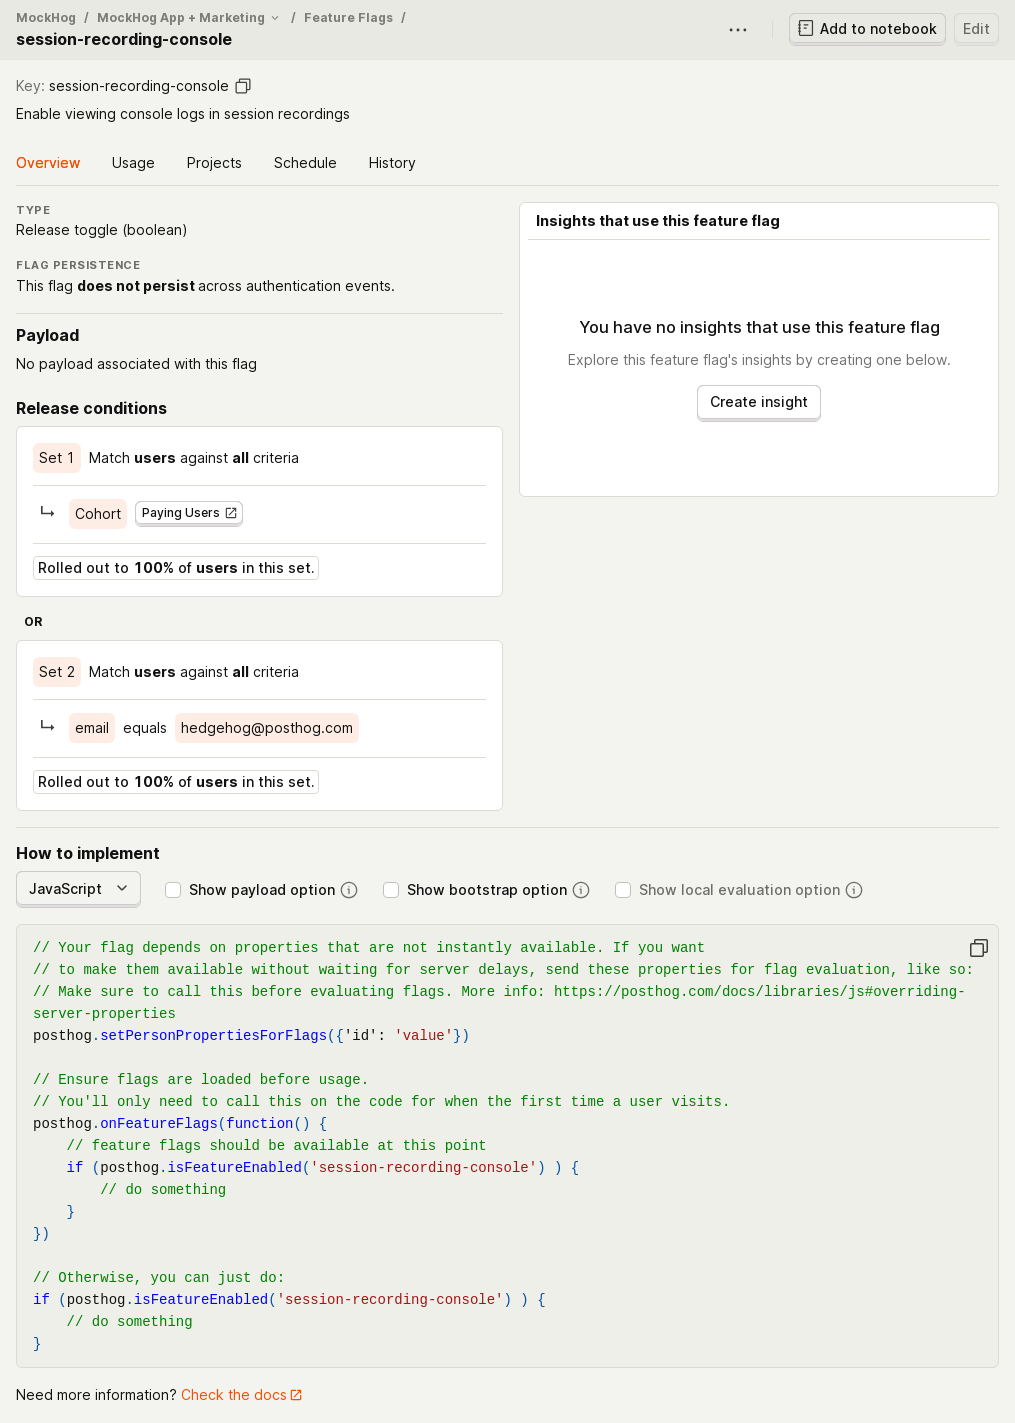 MockHog / MockHog App + Marketing / Feature Flags /
session-recording-console
Add to notebook
Edit
Key: session-recording-console
Enable viewing console logs in session recordings
Overview Usage Projects Schedule History
TYPE
Release toggle (boolean)
FLAG PERSISTENCE
This flag does not persist across authentication events.
Payload
No payload associated with this flag
Release conditions
Set 1 Match users against all criteria
Cohort Paying Users
Rolled out to 100% of users in this set.
OR
Set 2 Match users against all criteria
email equals hedgehog@posthog.com
Rolled out to 100% of users in this set.
Insights that use this feature flag
You have no insights that use this feature flag
Explore this feature flag's insights by creating one below.
Create insight
How to implement
JavaScript Show payload option Show bootstrap option Show local evaluation option
// Your flag depends on properties that are not instantly available. If you want
// to make them available without waiting for server delays, send these properties for flag evaluation, like so:
// Make sure to call this before evaluating flags. More info: https://posthog.com/docs/libraries/js#overriding-
server-properties
posthog.setPersonPropertiesForFlags({'id': 'value'})
// Ensure flags are loaded before usage.
// You'll only need to call this on the code for when the first time a user visits.
posthog.onFeatureFlags(function() {
    // feature flags should be available at this point
    if (posthog.isFeatureEnabled('session-recording-console') ) {
        // do something
    }
})
// Otherwise, you can just do:
if (posthog.isFeatureEnabled('session-recording-console') ) {
    // do something
}
Need more information? Check the docs